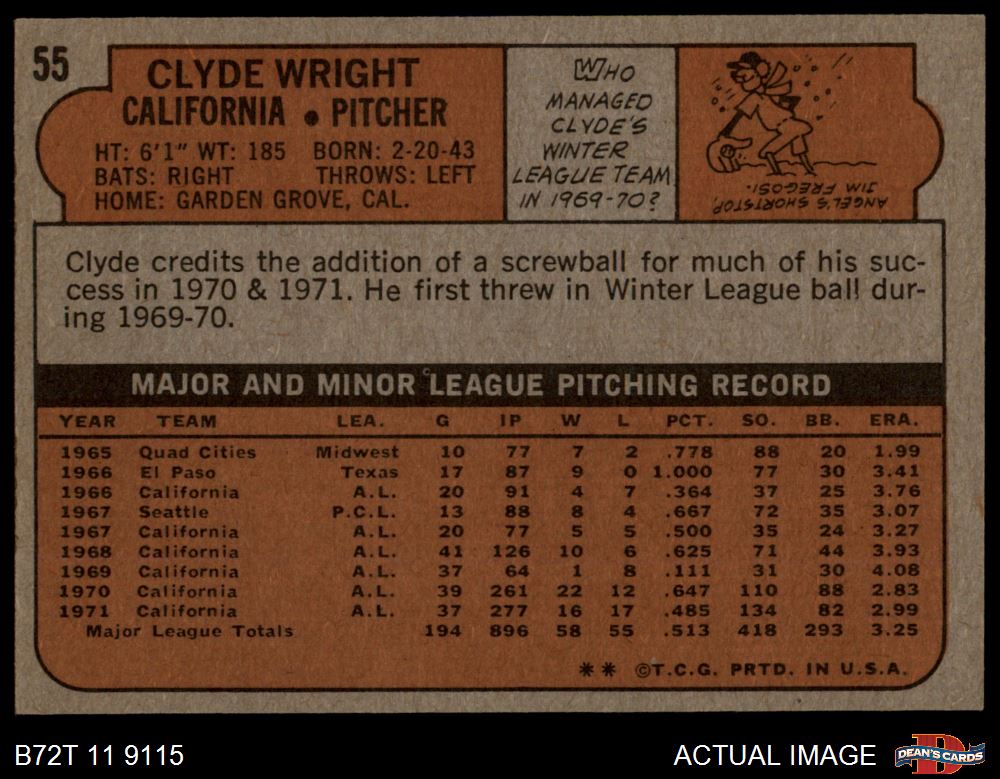 55
CLYDE WRIGHT
CALIFORNIA • PITCHER
HT: 6'1" WT: 185 BORN: 2-20-43
BATS: RIGHT THROWS: LEFT
HOME: GARDEN GROVE, CAL.
WHO
MANAGED
CLYDE'S
WINTER
LEAGUE TEAM
IN 1969-70?
ANGEL'S SHORTSTOP,
JIM FREGOSI.
Clyde credits the addition of a screwball for much of his suc-
cess in 1970 & 1971. He first threw in Winter League ball dur-
ing 1969-70.
MAJOR AND MINOR LEAGUE PITCHING RECORD
YEAR TEAM LEA. G IP W L PCT. SO. BB. ERA.
1965 Quad Cities Midwest 10 77 7 2 .778 88 20 1.99
1966 El Paso Texas 17 87 9 0 1.000 77 30 3.41
1966 California A.L. 20 91 4 7 .364 37 25 3.76
1967 Seattle P.C.L. 13 88 8 4 .667 72 35 3.07
1967 California A.L. 20 77 5 5 .500 35 24 3.27
1968 California A.L. 41 126 10 6 .625 71 44 3.93
1969 California A.L. 37 64 1 8 .111 31 30 4.08
1970 California A.L. 39 261 22 12 .647 110 88 2.83
1971 California A.L. 37 277 16 17 .485 134 82 2.99
Major League Totals 194 896 58 55 .513 418 293 3.25
** ©T.C.G. PRTD. IN U.S.A.
B72T 11 9115
ACTUAL IMAGE
DEAN'S CARDS